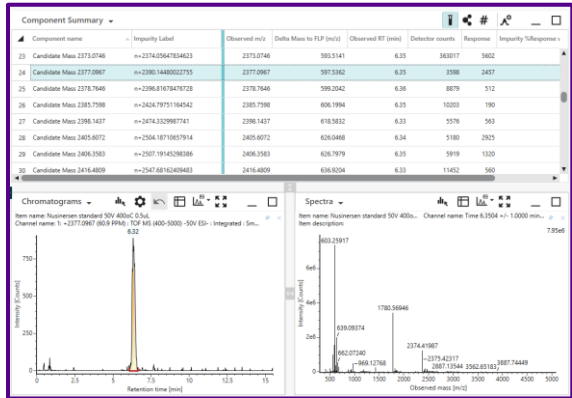 Component Summary
Component name Impurity Label Observed m/z Delta Mass to FLP (m/z) Observed RT (min) Detector counts Response Impurity %Response
23 Candidate Mass 2373.0746 n+2374.05647834623 2373.0746 593.5141 6.35 363017 5602
24 Candidate Mass 2377.0967 n+2390.14480022755 2377.0967 597.5362 6.35 3598 2457
25 Candidate Mass 2378.7646 n+2396.81678476728 2378.7646 599.2042 6.36 8879 512
26 Candidate Mass 2385.7598 n+2424.79751164542 2385.7598 606.1994 6.35 10203 190
27 Candidate Mass 2398.1437 n+2474.3329987741 2398.1437 618.5832 6.33 5576 563
28 Candidate Mass 2405.6072 n+2504.18710657914 2405.6072 626.0468 6.34 5180 2925
29 Candidate Mass 2406.3583 n+2507.19145298386 2406.3583 626.7979 6.35 5919 1320
30 Candidate Mass 2416.4809 n+2547.68162409483 2416.4809 636.9204 6.33 11452 560
Chromatograms
Item name: Nusinersen standard 50V 400oC 0.5uL
Channel name: 1: +2377.0967 (60.9 PPM) : TOF MS (400-5000) -50V ESI- : Integrated : Sm...
6.32
750
500
250
0
Intensity [Counts]
0 2.5 5 7.5 10 12.5 15
Retention time [min]
Spectra
Item name: Nusinersen standard 50V 400o... Channel name: Time 6.3504 +/- 1.0000 min...
Item description:
7.95e6
603.25917
6e6
4e6
2e6
0
Intensity [Counts]
1780.56946
639.09374
2374.41987
662.07240
2375.42317
969.12768
2887.13544
3562.65183
3887.74449
500 1000 1500 2000 2500 3000 3500 4000 4500 5000
Observed mass [m/z]